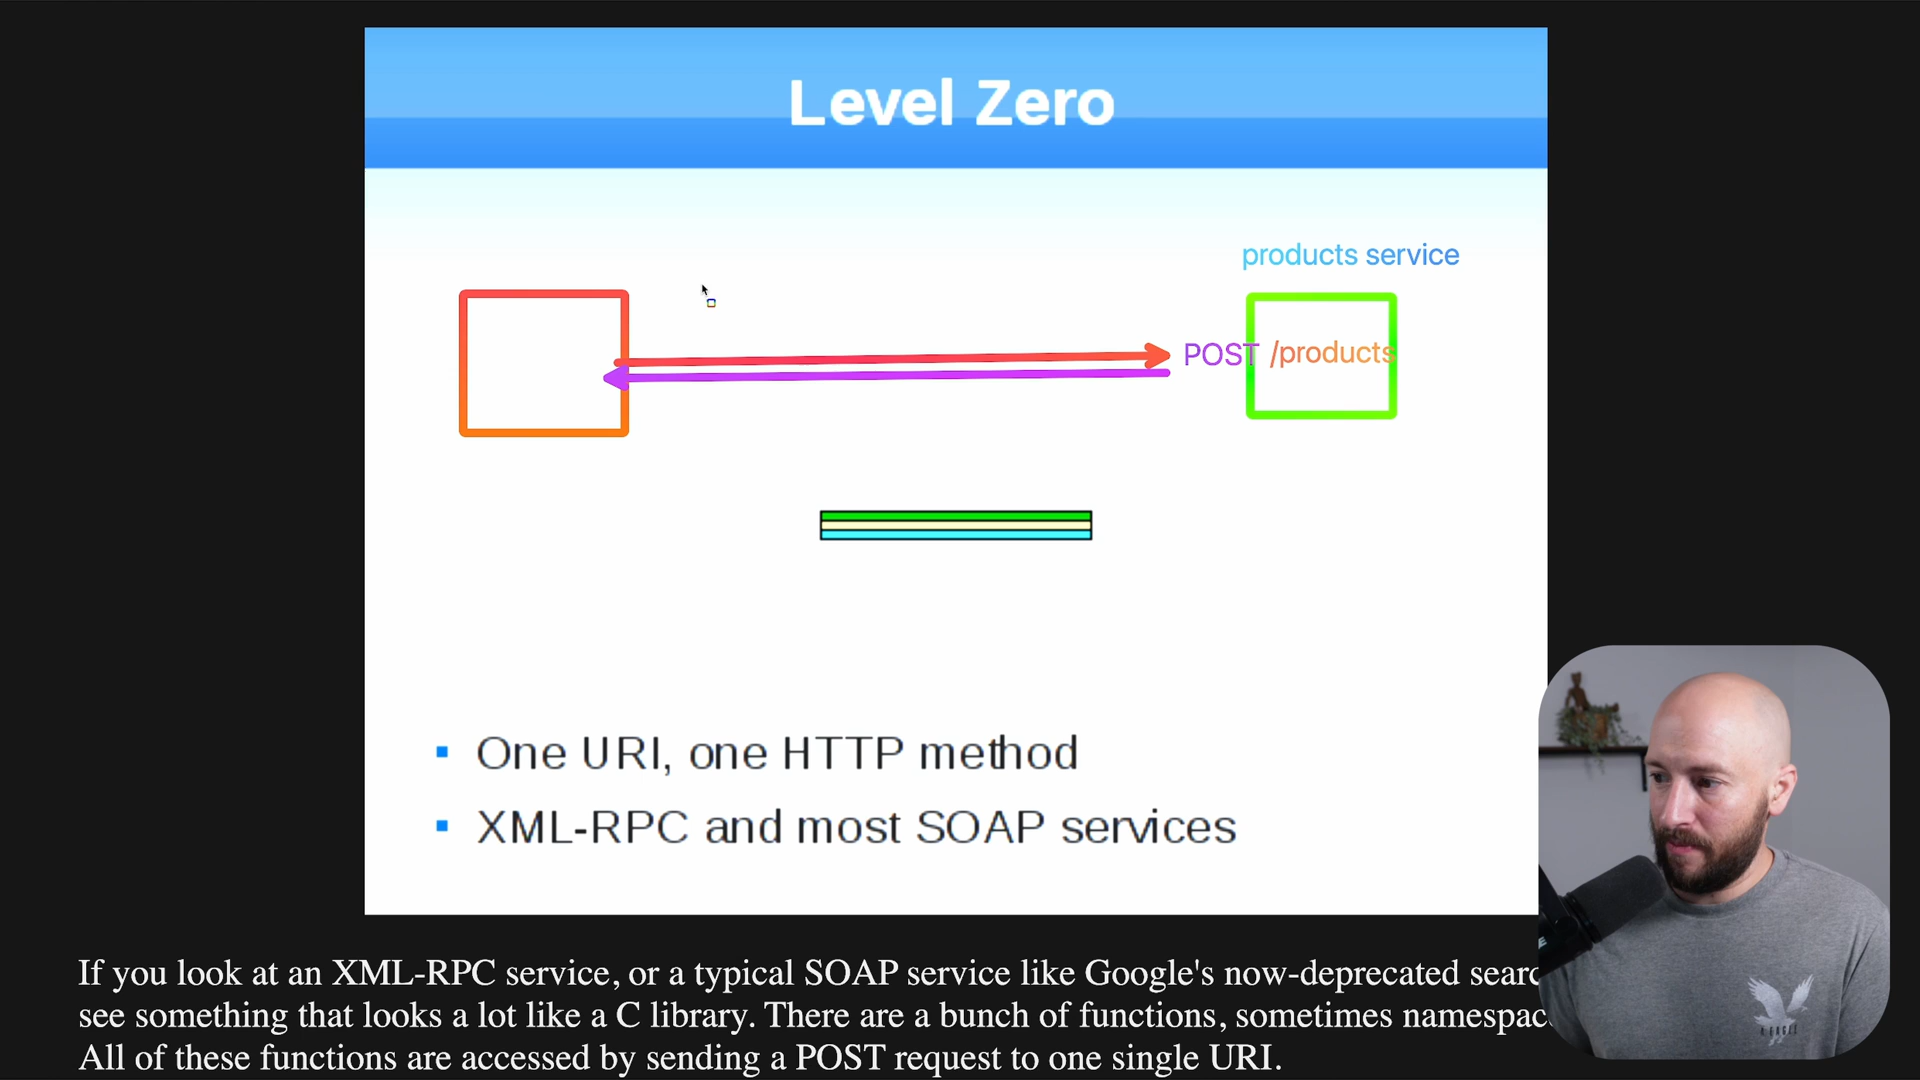 Level Zero
products service
POST /products
One URI, one HTTP method
XML-RPC and most SOAP services
If you look at an XML-RPC service, or a typical SOAP service like Google's now-deprecated
see something that looks a lot like a C library. There are a bunch of functions, sometimes
All of these functions are accessed by sending a POST request to one single URI.